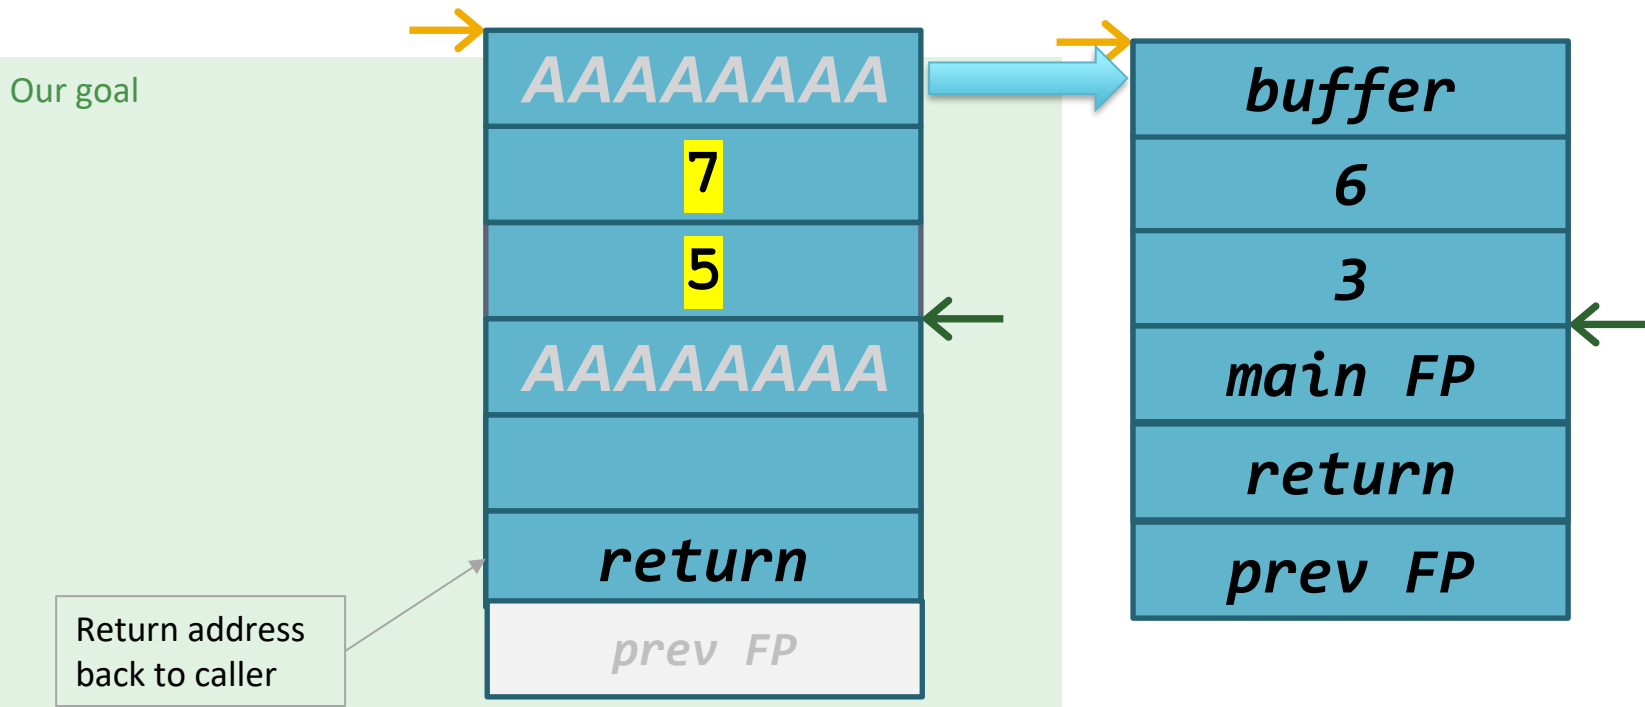 Our goal
AAAAAAAA
7
5
AAAAAAAA
return
prev FP
Return address
back to caller
buffer
6
3
main FP
return
prev FP